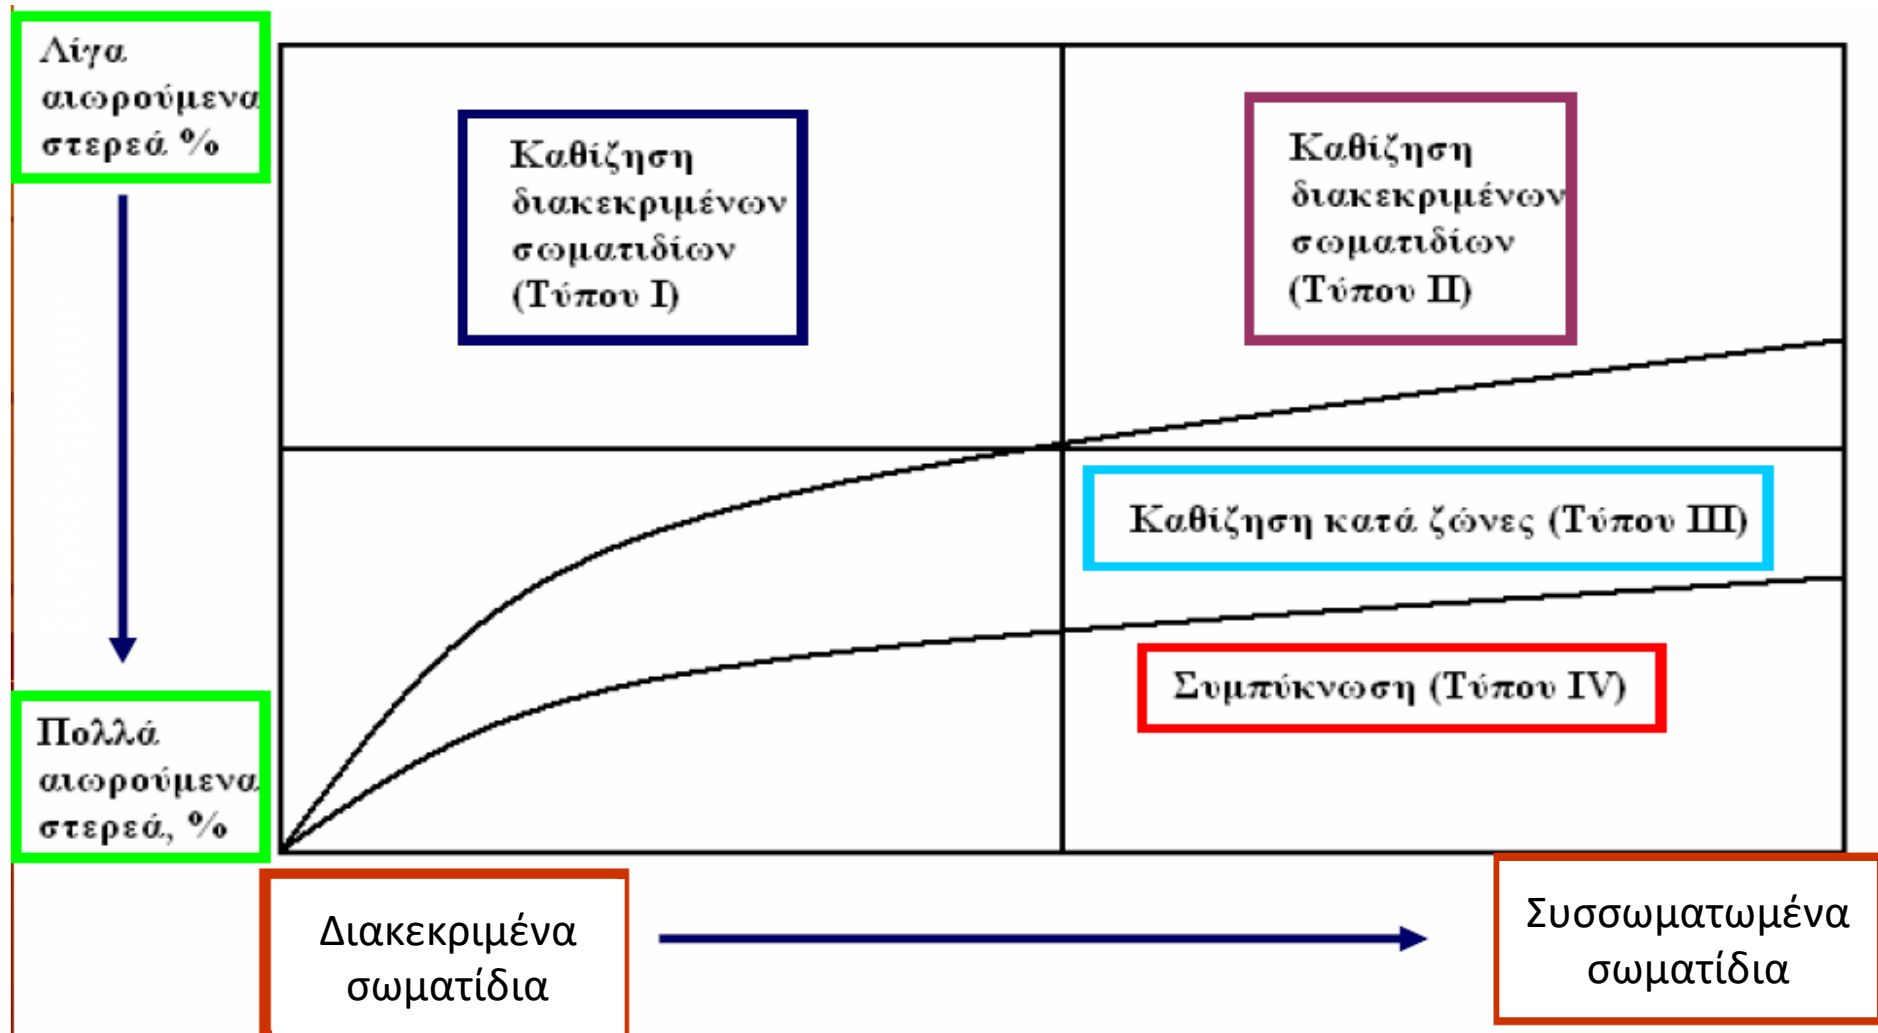 Λίγα
αιωρούμενα
στερεά %
Καθίζηση
διακεκριμένων
σωματιδίων
(Τύπου Ι)
Καθίζηση
διακεκριμένων
σωματιδίων
(Τύπου ΙΙ)
Καθίζηση κατά ζώνες (Τύπου ΙΙΙ)
Συμπύκνωση (Τύπου IV)
Πολλά
αιωρούμενα
στερεά, %
Διακεκριμένα
σωματίδια
Συσσωματωμένα
σωματίδια